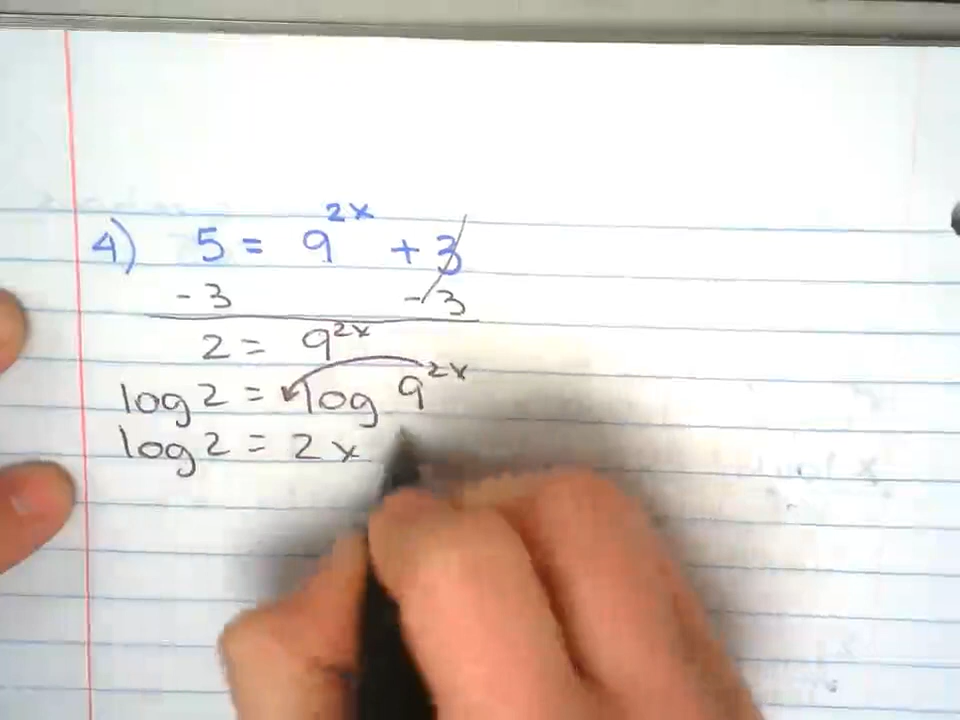 4) 5 = 9^2x + 3
-3 -3
2 = 9^2x
log 2 = log 9^2x
log 2 = 2x